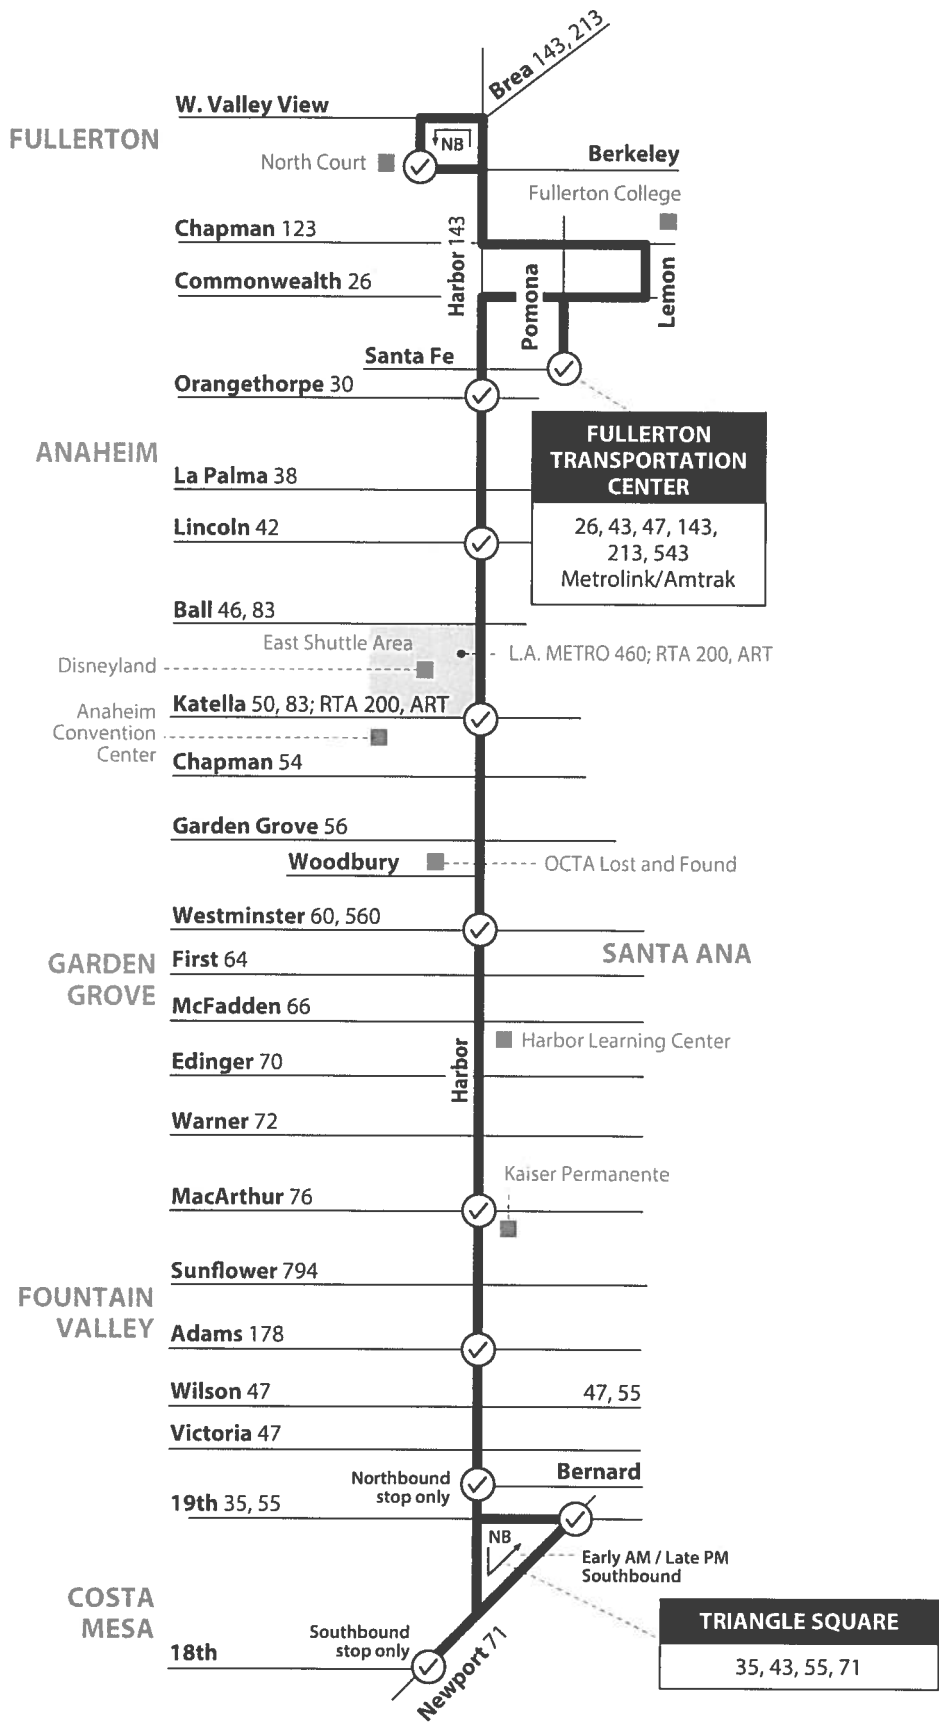 Brea 143, 213
W. Valley View
FULLERTON
NB
North Court
Berkeley
Fullerton College
Chapman 123
Harbor 143
Commonwealth 26
Pomona
Lemon
Santa Fe
Orangethorpe 30
FULLERTON
TRANSPORTATION
CENTER
26, 43, 47, 143,
213, 543
Metrolink/Amtrak
ANAHEIM
La Palma 38
Lincoln 42
Ball 46, 83
East Shuttle Area
L.A. METRO 460; RTA 200, ART
Disneyland
Katella 50, 83; RTA 200, ART
Anaheim
Convention
Center
Chapman 54
Garden Grove 56
Woodbury
OCTA Lost and Found
Westminster 60, 560
SANTA ANA
GARDEN
GROVE
First 64
McFadden 66
Harbor Learning Center
Harbor
Edinger 70
Warner 72
Kaiser Permanente
MacArthur 76
Sunflower 794
FOUNTAIN
VALLEY
Adams 178
Wilson 47
47, 55
Victoria 47
Northbound
stop only
Bernard
19th 35, 55
NB
Early AM / Late PM
Southbound
COSTA
MESA
TRIANGLE SQUARE
35, 43, 55, 71
Southbound
stop only
18th
Newport 71